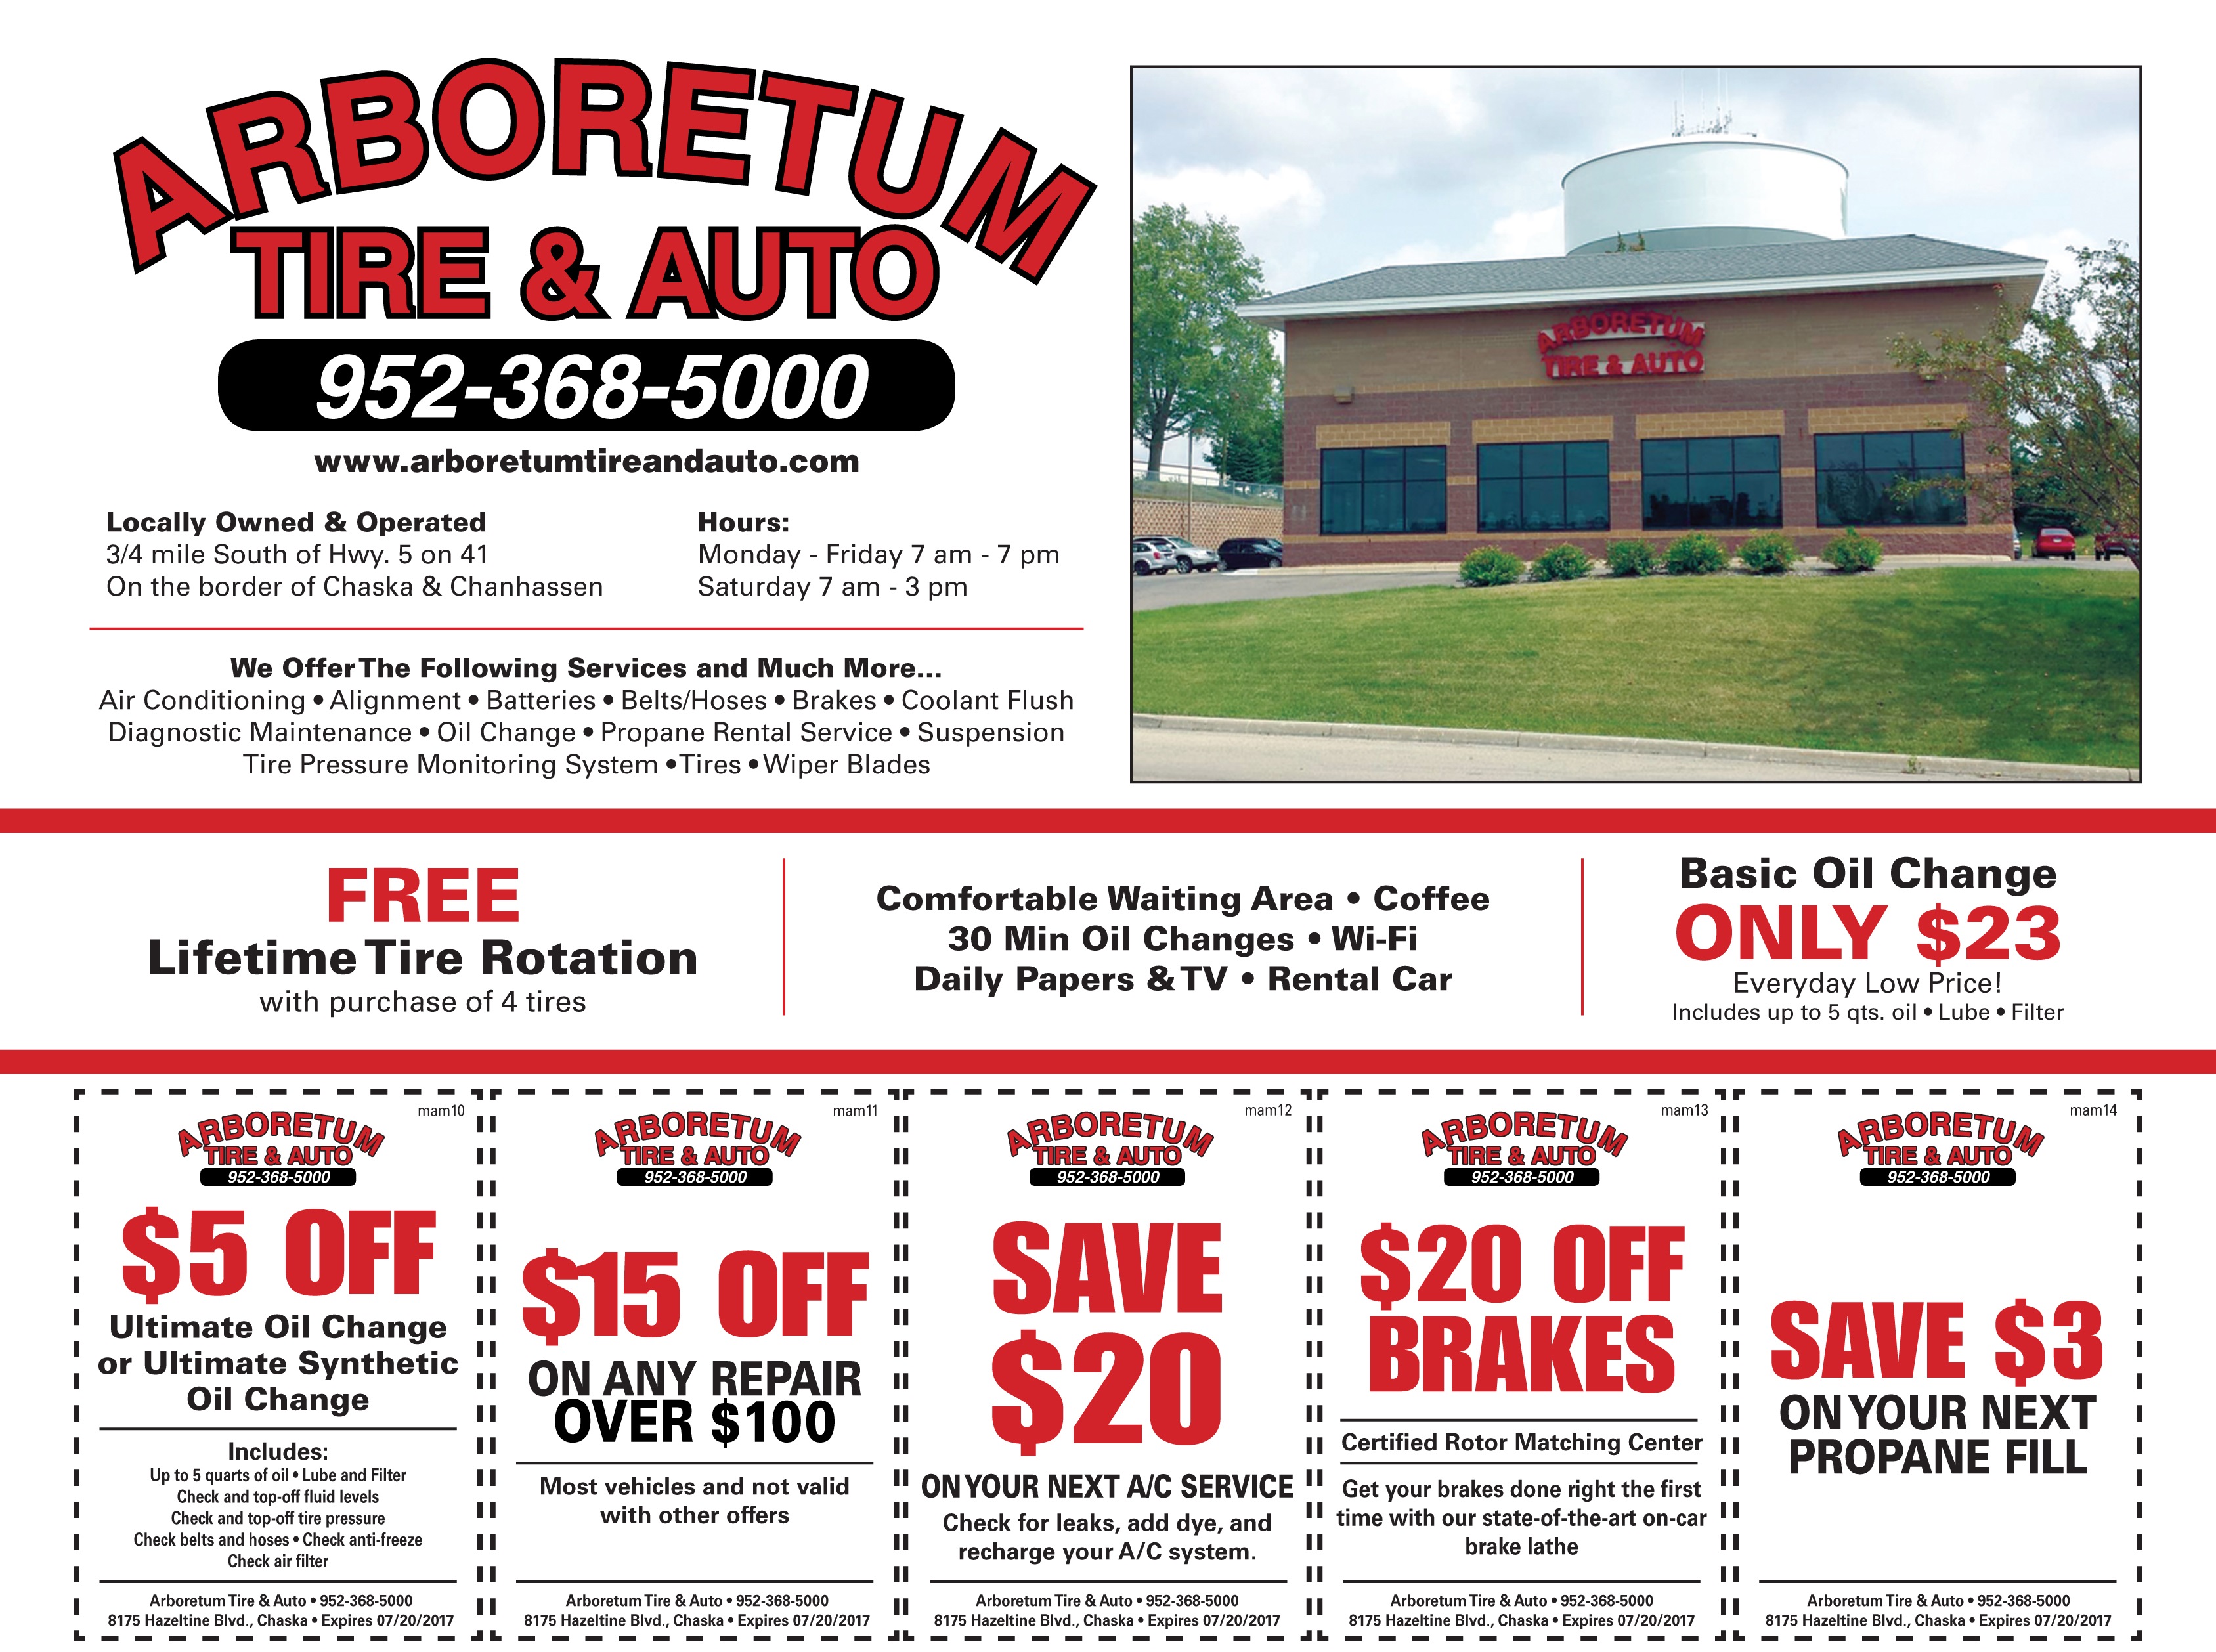 ARBORETUM
TIRE & AUTO
952-368-5000
www.arboretumtireandauto.com
Locally Owned & Operated
3/4 mile South of Hwy. 5 on 41
On the border of Chaska & Chanhassen
Hours:
Monday - Friday 7 am - 7 pm
Saturday 7 am - 3 pm
We Offer The Following Services and Much More...
Air Conditioning • Alignment • Batteries • Belts/Hoses • Brakes • Coolant Flush
Diagnostic Maintenance • Oil Change • Propane Rental Service • Suspension
Tire Pressure Monitoring System • Tires • Wiper Blades
ARBORETUM
TIRE & AUTO
FREE
Lifetime Tire Rotation
with purchase of 4 tires
Comfortable Waiting Area • Coffee
30 Min Oil Changes • Wi-Fi
Daily Papers & TV • Rental Car
Basic Oil Change
ONLY $23
Everyday Low Price!
Includes up to 5 qts. oil • Lube • Filter
mam10
ARBORETUM
TIRE & AUTO
952-368-5000
$5 OFF
Ultimate Oil Change
or Ultimate Synthetic
Oil Change
Includes:
Up to 5 quarts of oil • Lube and Filter
Check and top-off fluid levels
Check and top-off tire pressure
Check belts and hoses • Check anti-freeze
Check air filter
Arboretum Tire & Auto • 952-368-5000
8175 Hazeltine Blvd., Chaska • Expires 07/20/2017
mam11
ARBORETUM
TIRE & AUTO
952-368-5000
$15 OFF
ON ANY REPAIR
OVER $100
Most vehicles and not valid
with other offers
Arboretum Tire & Auto • 952-368-5000
8175 Hazeltine Blvd., Chaska • Expires 07/20/2017
mam12
ARBORETUM
TIRE & AUTO
952-368-5000
SAVE
$20
ON YOUR NEXT A/C SERVICE
Check for leaks, add dye, and
recharge your A/C system.
Arboretum Tire & Auto • 952-368-5000
8175 Hazeltine Blvd., Chaska • Expires 07/20/2017
mam13
ARBORETUM
TIRE & AUTO
952-368-5000
$20 OFF
BRAKES
Certified Rotor Matching Center
Get your brakes done right the first
time with our state-of-the-art on-car
brake lathe
Arboretum Tire & Auto • 952-368-5000
8175 Hazeltine Blvd., Chaska • Expires 07/20/2017
mam14
ARBORETUM
TIRE & AUTO
952-368-5000
SAVE $3
ON YOUR NEXT
PROPANE FILL
Arboretum Tire & Auto • 952-368-5000
8175 Hazeltine Blvd., Chaska • Expires 07/20/2017